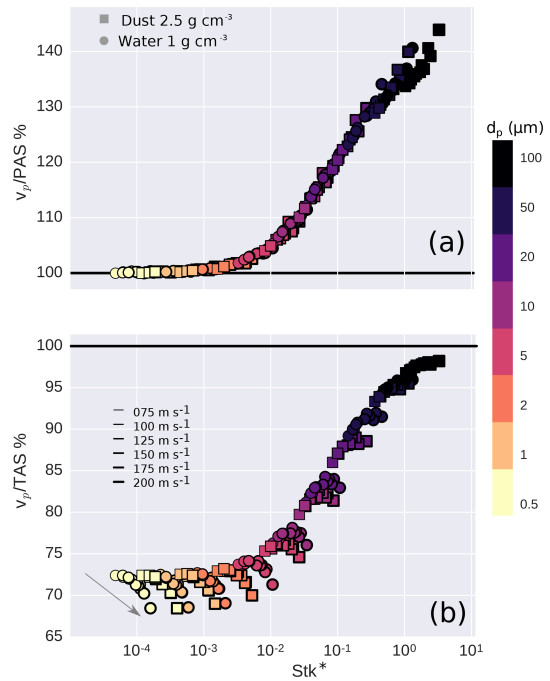 Dust 2.5 g cm⁻³
Water 1 g cm⁻³
140
130
120
110
100
v_p/PAS %
(a)
d_p (μm)
100
50
20
10
5
2
1
0.5
100
95
90
85
80
75
70
65
v_p/TAS %
075 m s⁻¹
100 m s⁻¹
125 m s⁻¹
150 m s⁻¹
175 m s⁻¹
200 m s⁻¹
(b)
10⁻⁴ 10⁻³ 10⁻² 10⁻¹ 10⁰ 10¹
Stk*